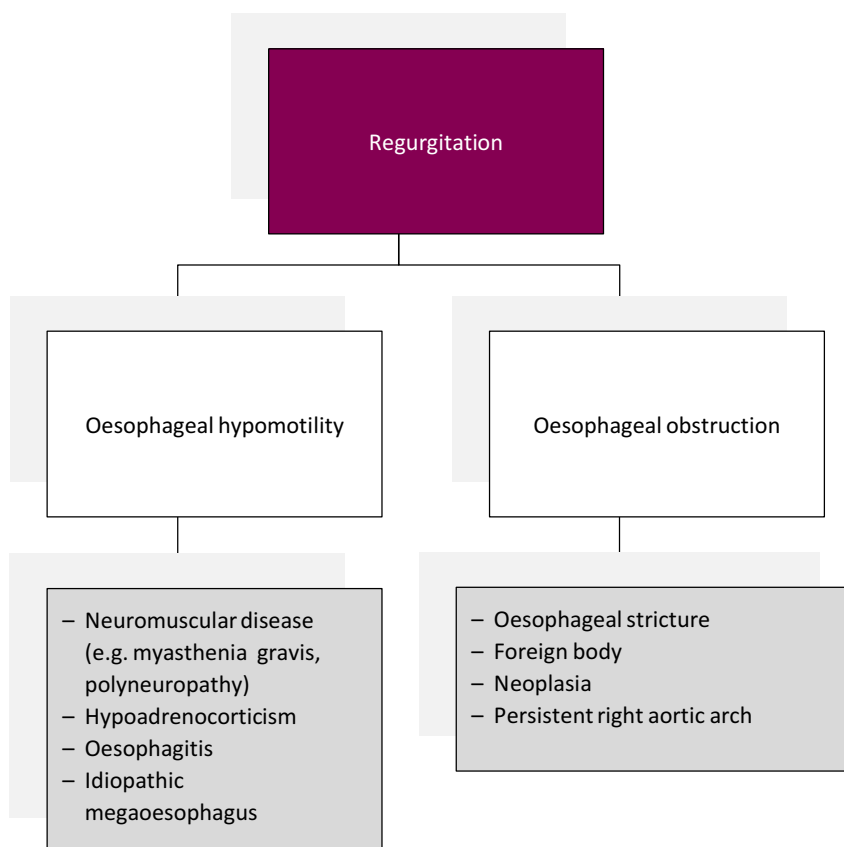 Regurgitation
Oesophageal hypomotility
Oesophageal obstruction
– Neuromuscular disease
(e.g. myasthenia gravis,
polyneuropathy)
– Hypoadrenocorticism
– Oesophagitis
– Idiopathic
megaoesophagus
– Oesophageal stricture
– Foreign body
– Neoplasia
– Persistent right aortic arch